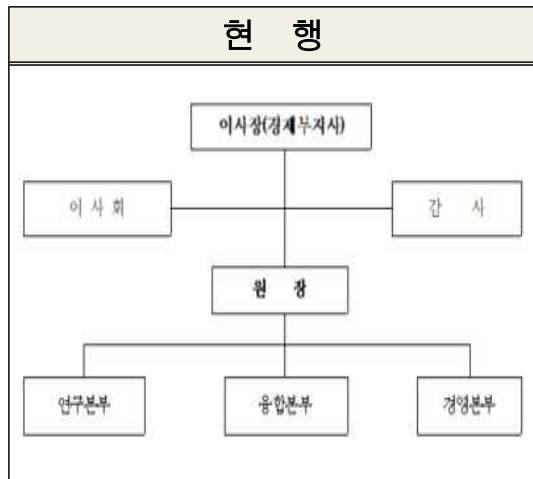 현 행
이사장(경제부지사)
이 사 회
간 사
원 장
연구본부
융합본부
경영본부